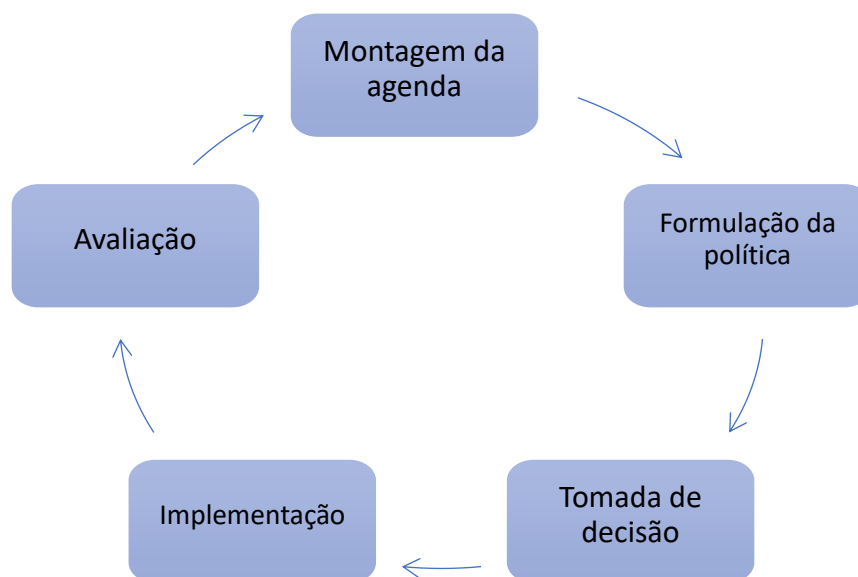 Montagem da
agenda
Formulação da
política
Tomada de
decisão
Implementação
Avaliação